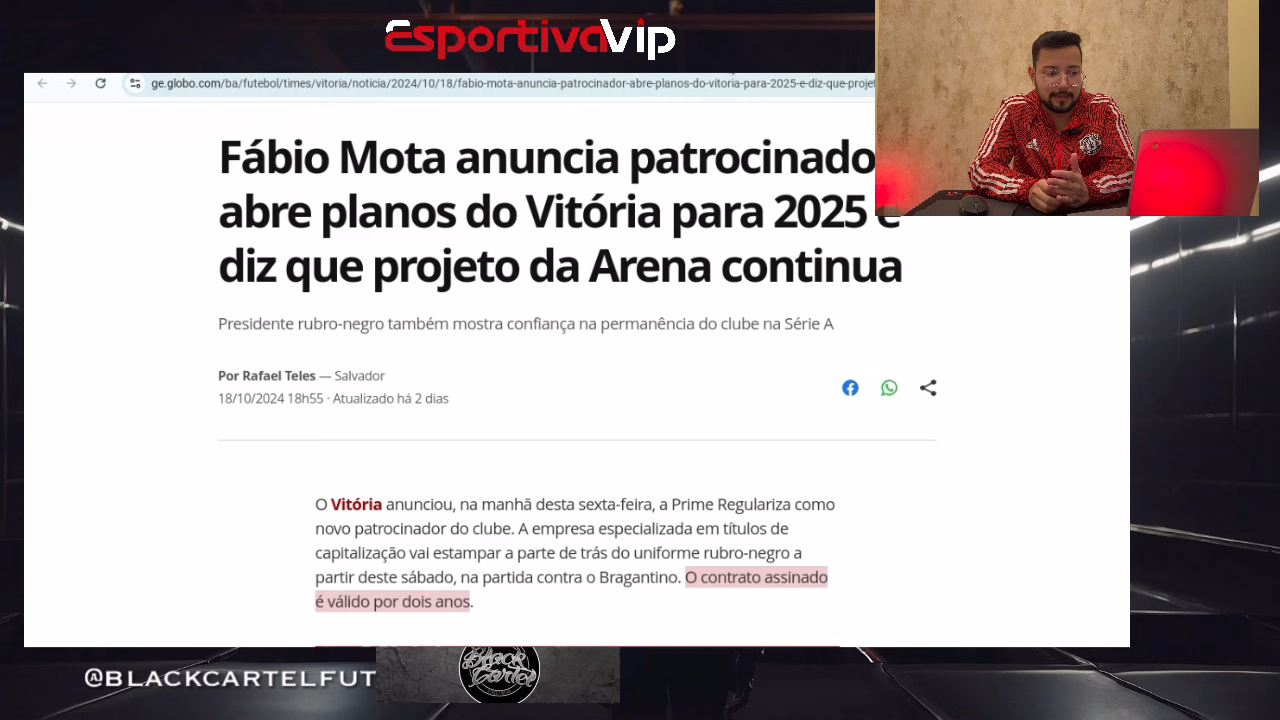 EsportivaVip
ge.globo.com/ba/futebol/times/vitoria/noticia/2024/10/18/fabio-mota-anuncia-patrocinador-abre-planos-do-vitoria-para-2025-e-diz-que-projet
Fábio Mota anuncia patrocinado
abre planos do Vitória para 2025 e
diz que projeto da Arena continua
Presidente rubro-negro também mostra confiança na permanência do clube na Série A
Por Rafael Teles — Salvador
18/10/2024 18h55 · Atualizado há 2 dias
O Vitória anunciou, na manhã desta sexta-feira, a Prime Regulariza como
novo patrocinador do clube. A empresa especializada em títulos de
capitalização vai estampar a parte de trás do uniforme rubro-negro a
partir deste sábado, na partida contra o Bragantino. O contrato assinado
é válido por dois anos.
@BLACKCARTELFUT
Black
Cartel